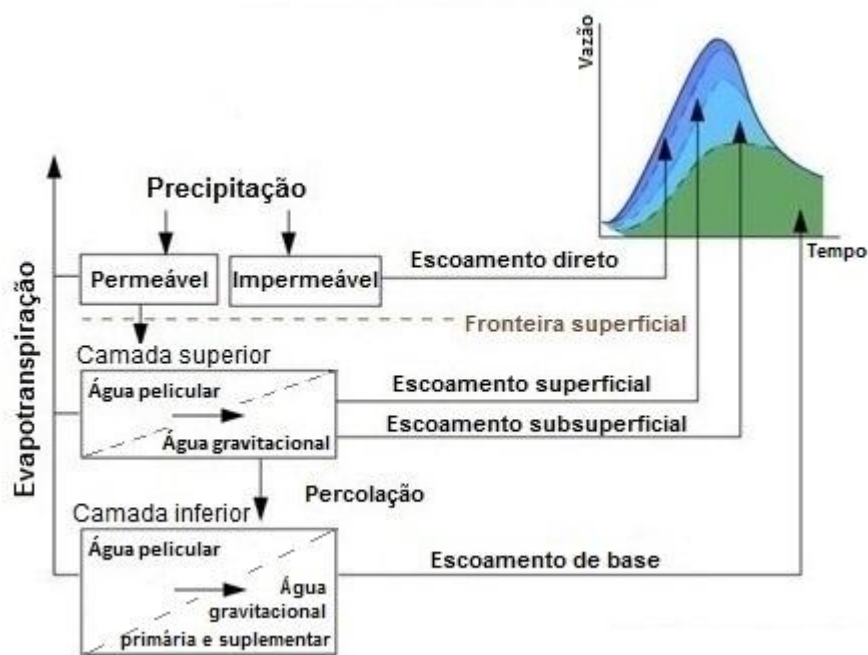 Vazão
Tempo
Precipitação
Permeável
Impermeável
Escoamento direto
Fronteira superficial
Evapotranspiração
Camada superior
Água pelicular
Água gravitacional
Escoamento superficial
Escoamento subsuperficial
Percolação
Camada inferior
Água pelicular
Água
gravitacional
primária e suplementar
Escoamento de base